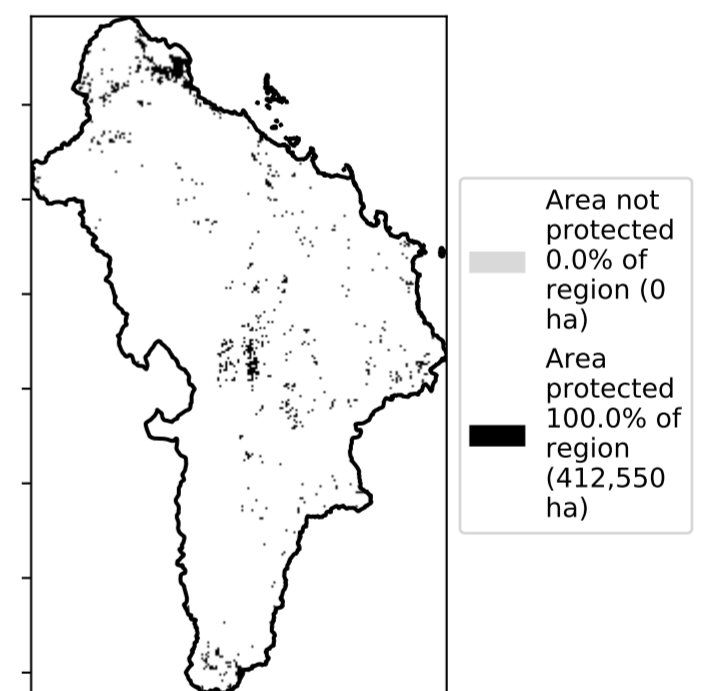 Area not
protected
0.0% of
region (0
ha)
Area
protected
100.0% of
region
(412,550
ha)